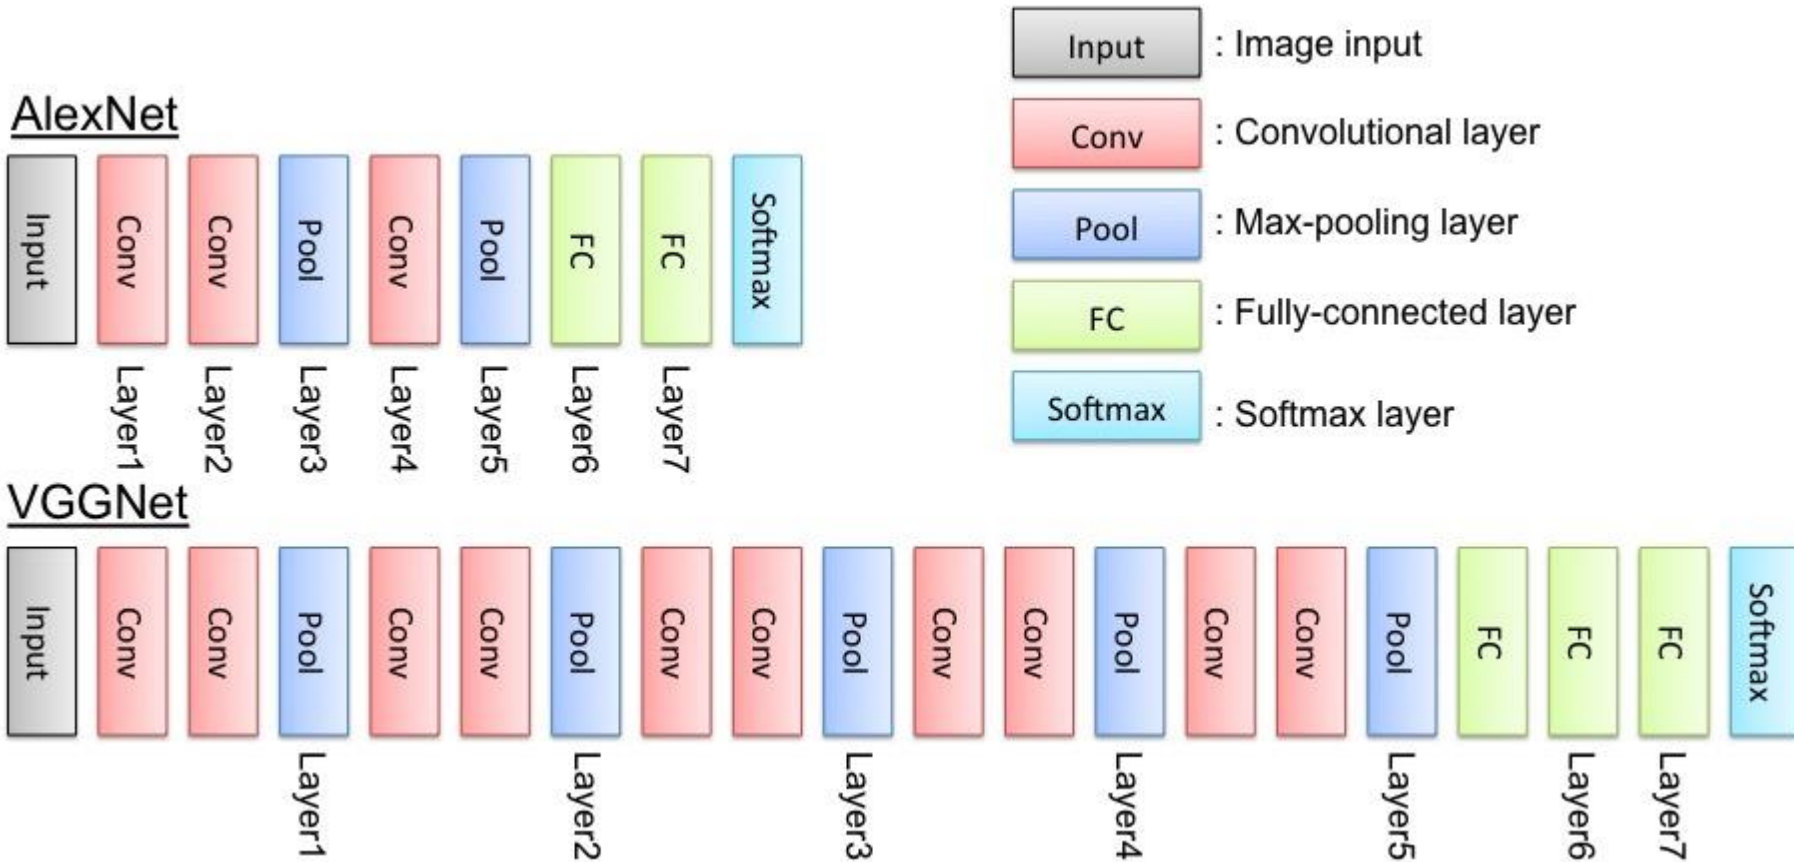 Input : Image input
Conv : Convolutional layer
Pool : Max-pooling layer
FC : Fully-connected layer
Softmax : Softmax layer
AlexNet
Input Conv Conv Pool Conv Pool FC FC Softmax
Layer1 Layer2 Layer3 Layer4 Layer5 Layer6 Layer7
VGGNet
Input Conv Conv Pool Conv Conv Pool Conv Conv Pool Conv Conv Pool Conv Conv Pool FC FC FC Softmax
Layer1 Layer2 Layer3 Layer4 Layer5 Layer6 Layer7